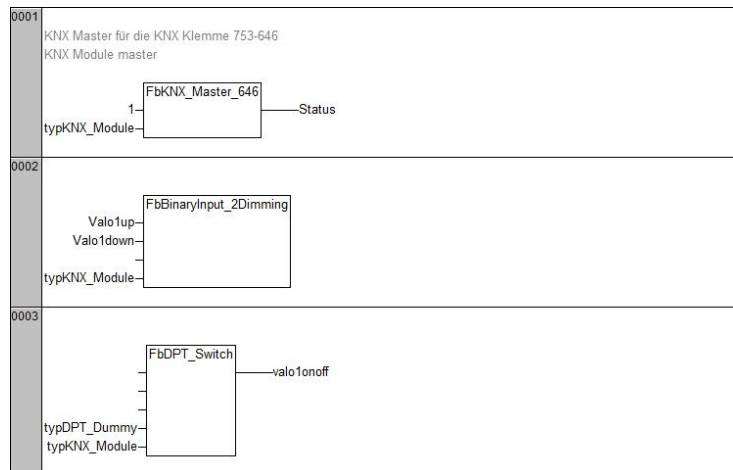 0001
KNX Master für die KNX Klemme 753-646
KNX Module master
FbKNX_Master_646
1
Status
typKNX_Module
0002
FbBinaryInput_2Dimming
Valo1up
Valo1down
typKNX_Module
0003
FbDPT_Switch
valo1onoff
typDPT_Dummy
typKNX_Module